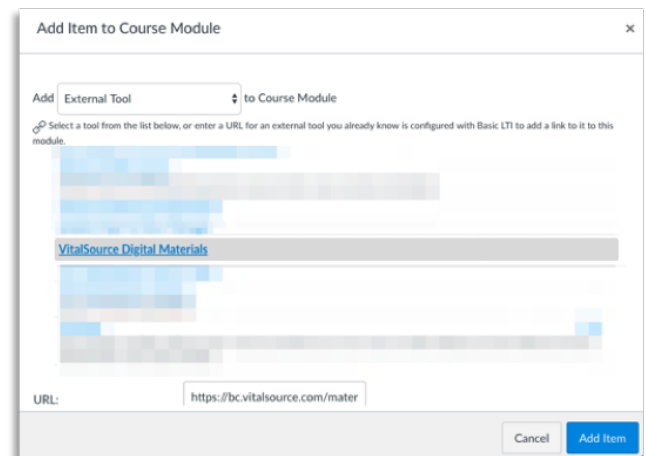 Add Item to Course Module ×
Add External Tool to Course Module
Select a tool from the list below, or enter a URL for an external tool you already know is configured with Basic LTI to add a link to it to this
module.
VitalSource Digital Materials
URL: https://bc.vitalsource.com/mater
Cancel Add Item